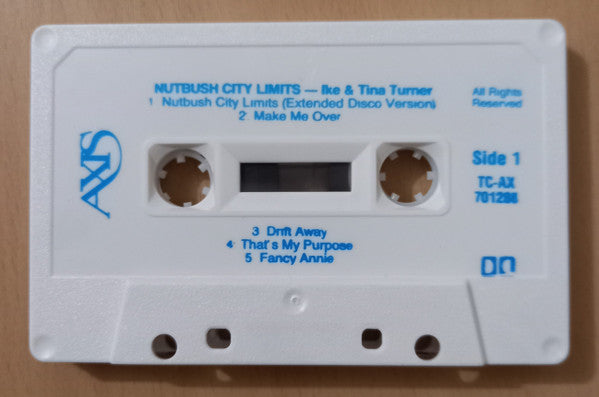 NUTBUSH CITY LIMITS — Ike & Tina Turner
1 Nutbush City Limits (Extended Disco Version)
2 Make Me Over
All Rights
Reserved
AXIS
Side 1
TC-AX
701286
3 Drift Away
4 That's My Purpose
5 Fancy Annie